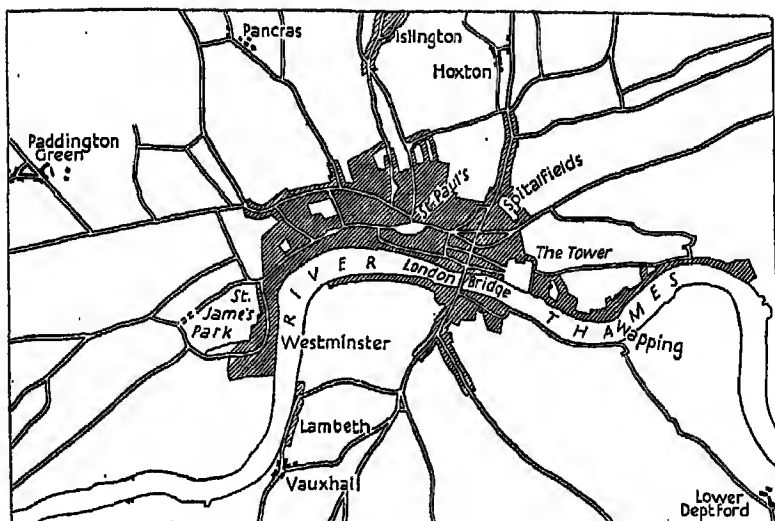 Pancras
Islington
Hoxton
Paddington
Green
St. Paul's
Spitalfields
The Tower
RIVER
London Bridge
THAMES
St.
Jame's
Park
Wapping
Westminster
Lambeth
Vauxhall
Lower
Deptford